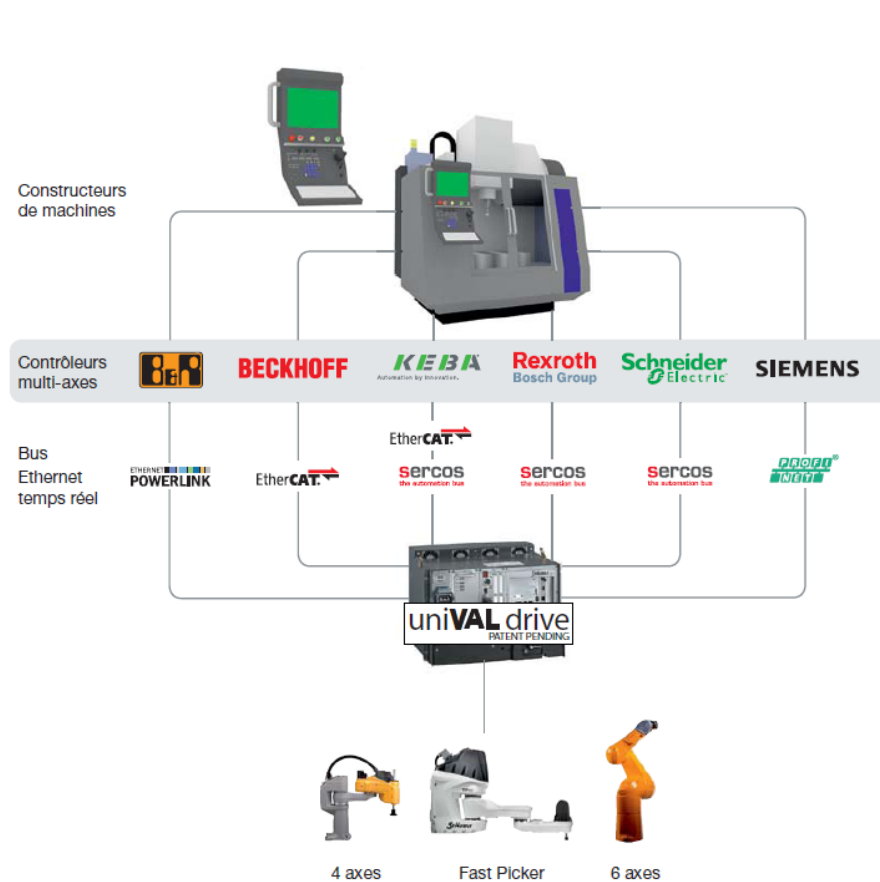 Constructeurs
de machines
Contrôleurs
multi-axes
B&R
BECKHOFF
KEBA
Automation by innovation.
Rexroth
Bosch Group
Schneider
Electric
SIEMENS
Bus
Ethernet
temps réel
EtherCAT.
ETHERNET
POWERLINK
EtherCAT.
sercos
the automation bus
sercos
the automation bus
sercos
the automation bus
PROFI
NET
uniVAL drive
PATENT PENDING
4 axes
Fast Picker
6 axes